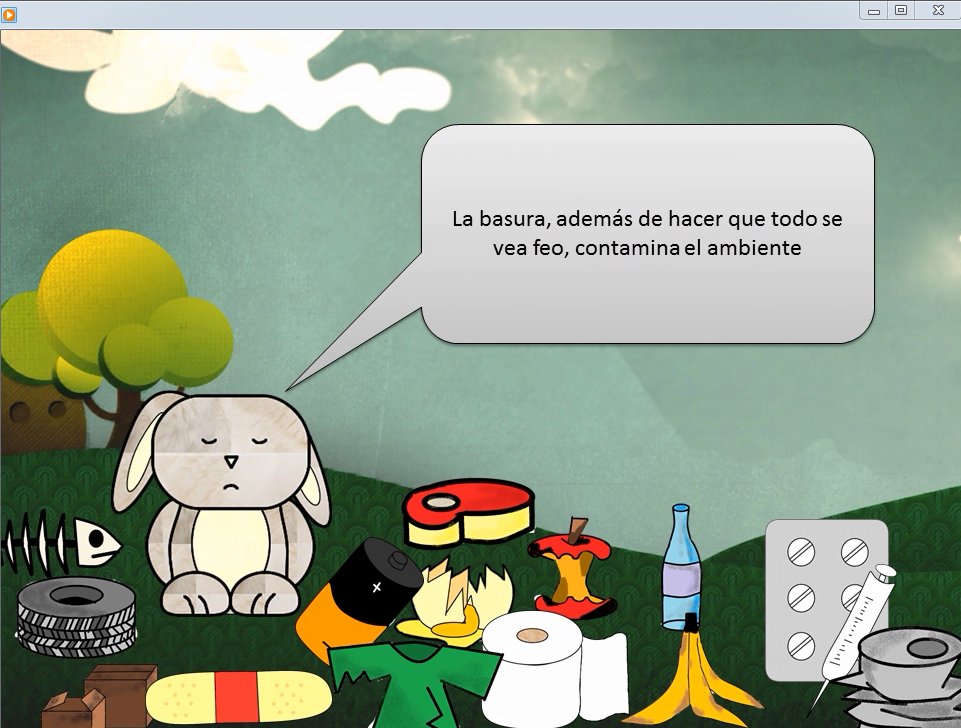 La basura, además de hacer que todo se
vea feo, contamina el ambiente
+